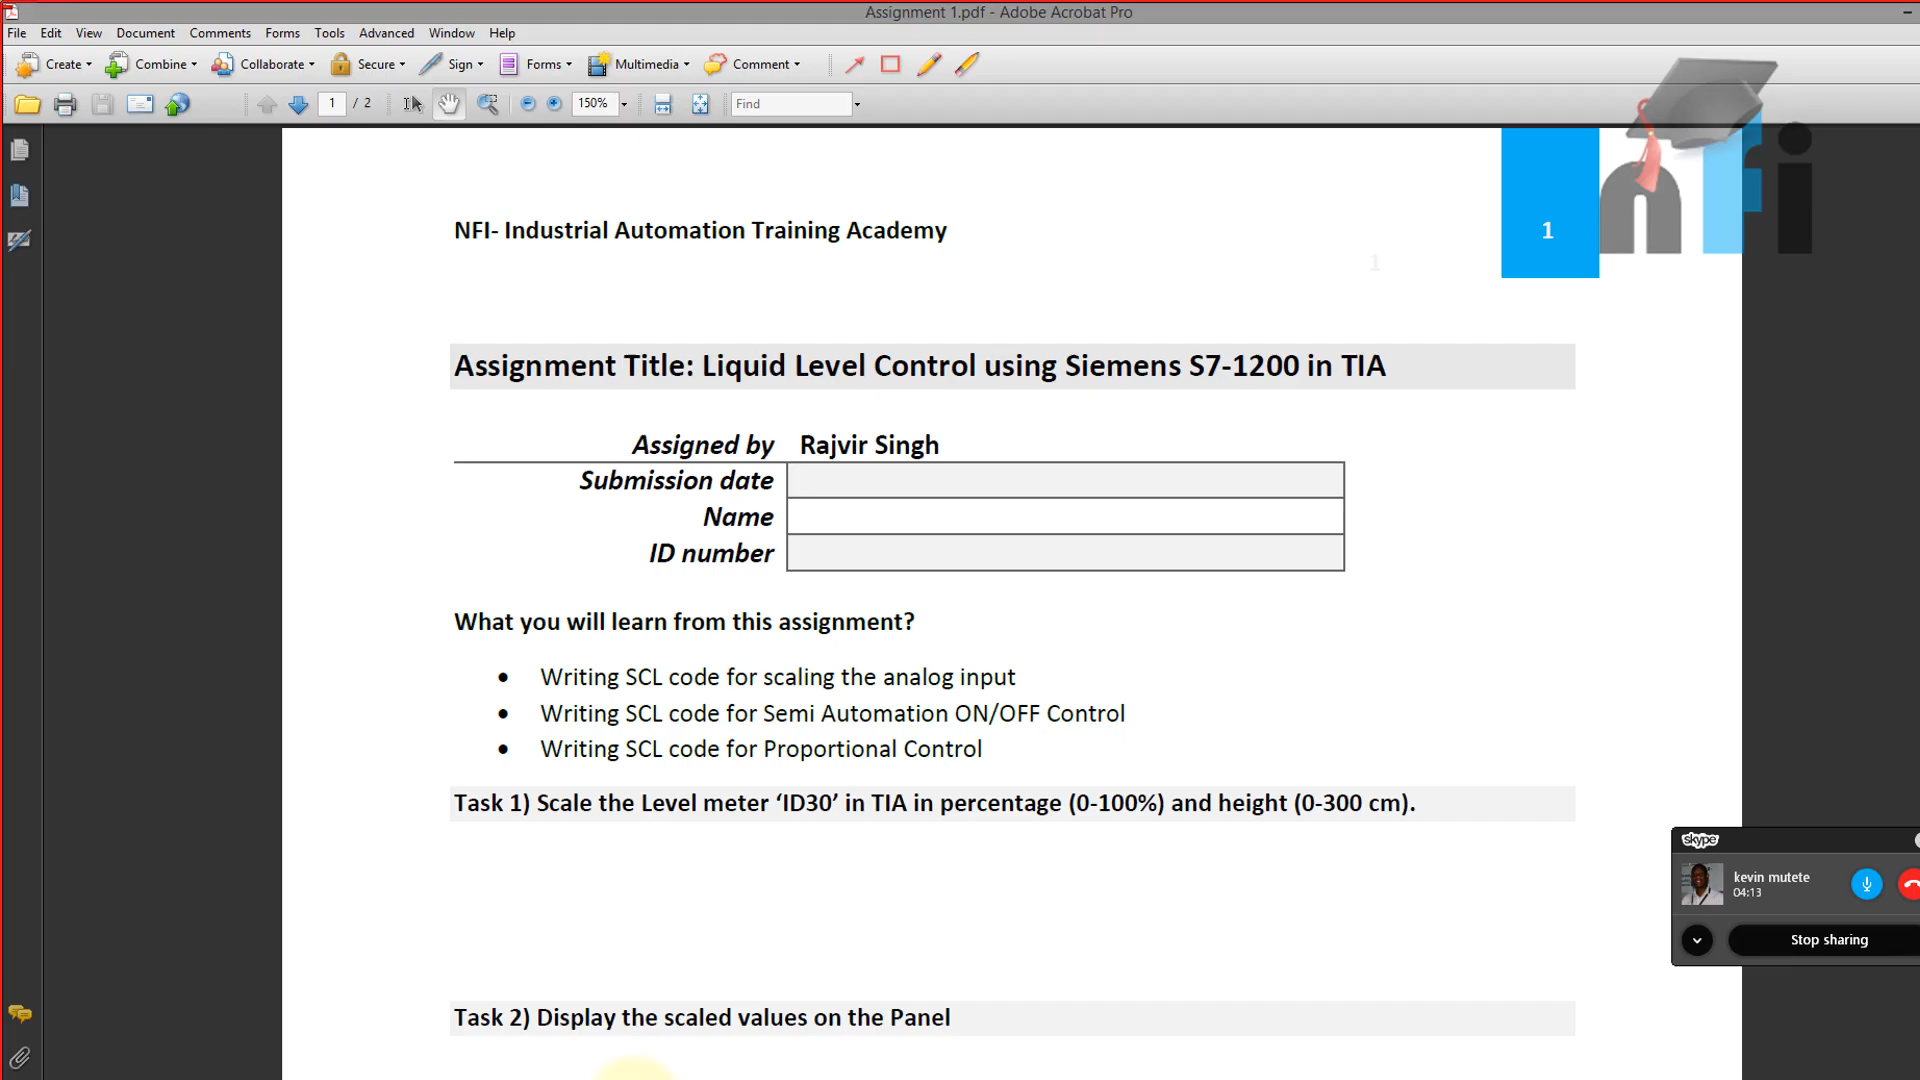 Assignment 1.pdf - Adobe Acrobat Pro
File Edit View Document Comments Forms Tools Advanced Window Help
Create Combine Collaborate Secure Sign Forms Multimedia Comment
1 / 2 150% Find
nfi
NFI- Industrial Automation Training Academy
1
1
Assignment Title: Liquid Level Control using Siemens S7-1200 in TIA
Assigned by Rajvir Singh
Submission date
Name
ID number
What you will learn from this assignment?
• Writing SCL code for scaling the analog input
• Writing SCL code for Semi Automation ON/OFF Control
• Writing SCL code for Proportional Control
Task 1) Scale the Level meter ‘ID30’ in TIA in percentage (0-100%) and height (0-300 cm).
skype
kevin mutete
04:13
Stop sharing
Task 2) Display the scaled values on the Panel